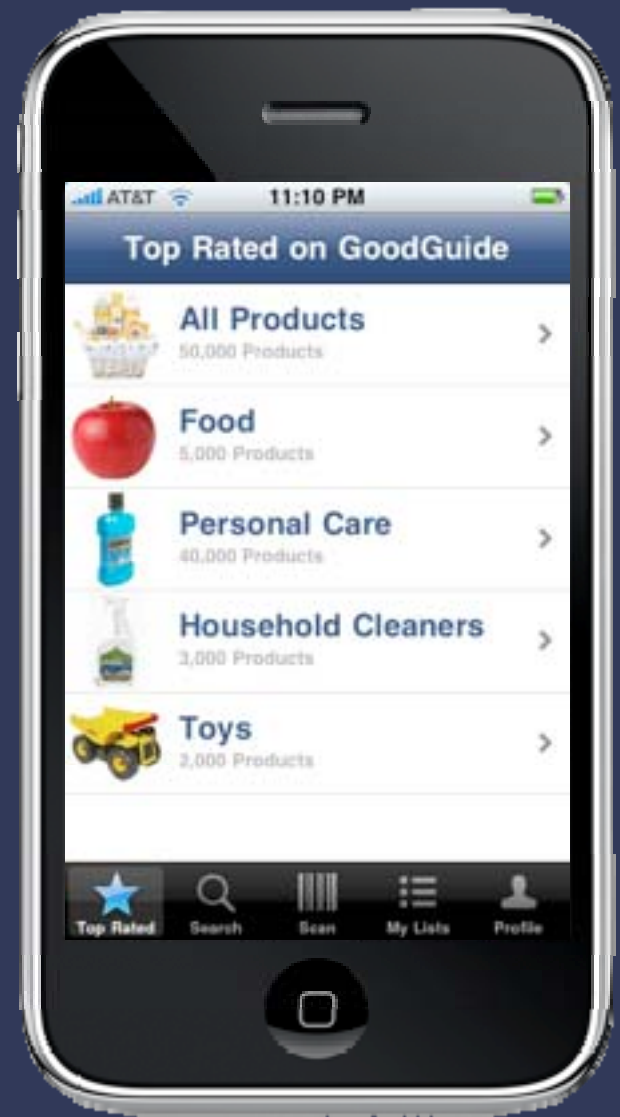 AT&T 11:10 PM
Top Rated on GoodGuide
All Products
50,000 Products
Food
5,000 Products
Personal Care
40,000 Products
Household Cleaners
3,000 Products
Toys
2,000 Products
Top Rated Search Scan My Lists Profile